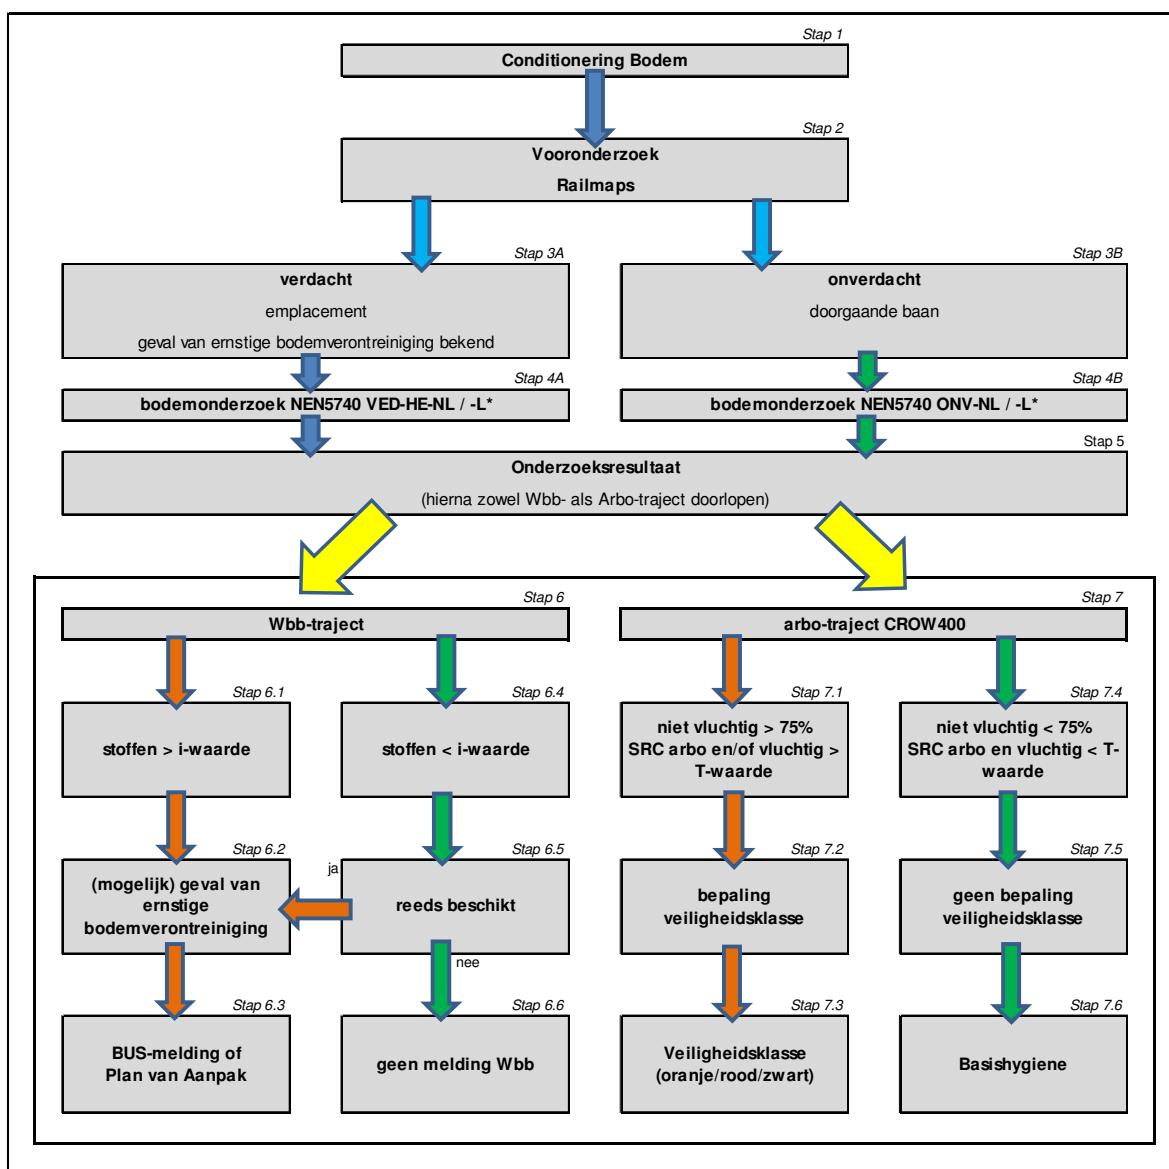 Stap 1
Conditionering Bodem
Stap 2
Vooronderzoek
Railmaps
Stap 3A
verdacht
emplacement
geval van ernstige bodemverontreiniging bekend
Stap 3B
onverdacht
doorgaande baan
Stap 4A
bodemonderzoek NEN5740 VED-HE-NL / -L*
Stap 4B
bodemonderzoek NEN5740 ONV-NL / -L*
Stap 5
Onderzoeksresultaat
(hierna zowel Wbb- als Arbo-traject doorlopen)
Stap 6
Wbb-traject
Stap 7
arbo-traject CROW400
Stap 6.1
stoffen > i-waarde
Stap 6.4
stoffen < i-waarde
Stap 7.1
niet vluchtig > 75%
SRC arbo en/of vluchtig >
T-waarde
Stap 7.4
niet vluchtig < 75%
SRC arbo en vluchtig < T-
waarde
Stap 6.2
(mogelijk) geval van
ernstige
bodemverontreiniging
ja
Stap 6.5
reeds beschikt
nee
Stap 7.2
bepaling
veiligheidsklasse
Stap 7.5
geen bepaling
veiligheidsklasse
Stap 6.3
BUS-melding of
Plan van Aanpak
Stap 6.6
geen melding Wbb
Stap 7.3
Veiligheidsklasse
(oranje/rood/zwart)
Stap 7.6
Basishygiene